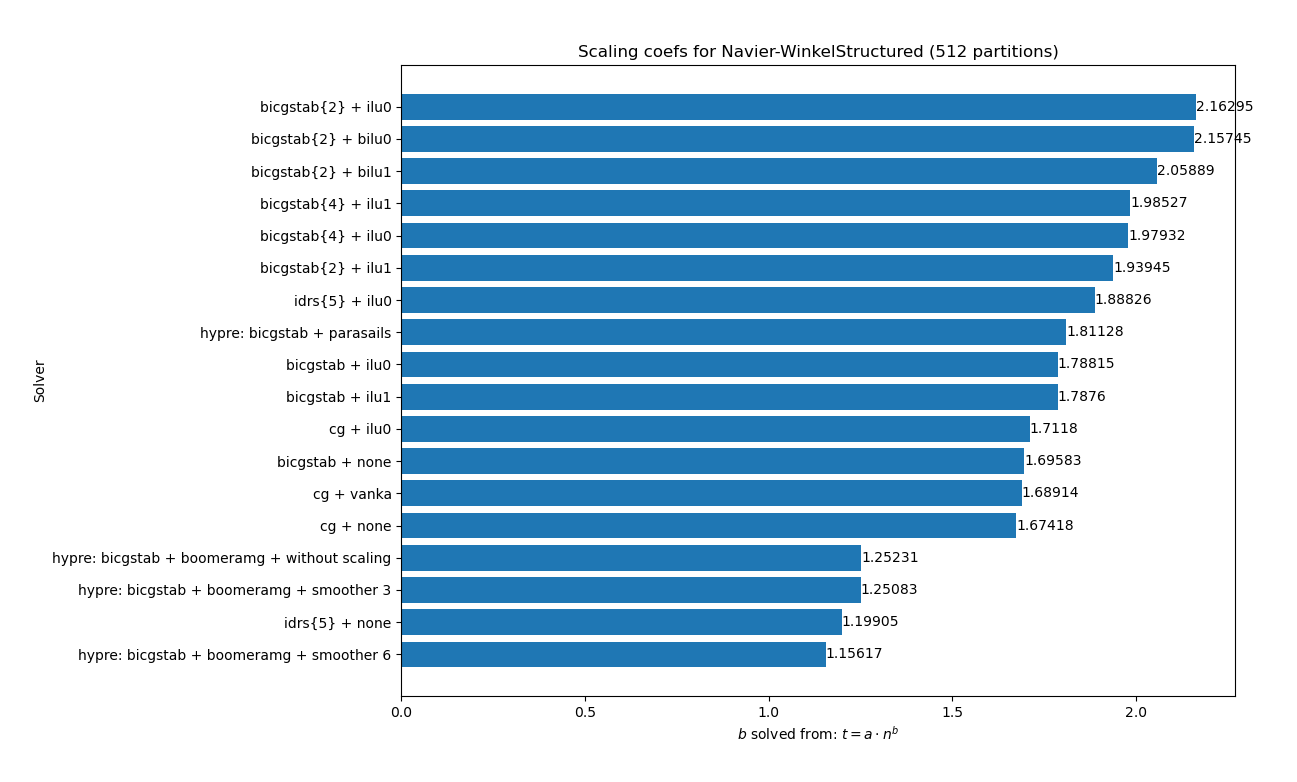 Scaling coefs for Navier-WinkelStructured (512 partitions)
bicgstab{2} + ilu0 2.16295
bicgstab{2} + bilu0 2.15745
bicgstab{2} + bilu1 2.05889
bicgstab{4} + ilu1 1.98527
bicgstab{4} + ilu0 1.97932
bicgstab{2} + ilu1 1.93945
idrs{5} + ilu0 1.88826
hypre: bicgstab + parasails 1.81128
bicgstab + ilu0 1.78815
bicgstab + ilu1 1.7876
cg + ilu0 1.7118
bicgstab + none 1.69583
cg + vanka 1.68914
cg + none 1.67418
hypre: bicgstab + boomeramg + without scaling 1.25231
hypre: bicgstab + boomeramg + smoother 3 1.25083
idrs{5} + none 1.19905
hypre: bicgstab + boomeramg + smoother 6 1.15617
Solver
0.0 0.5 1.0 1.5 2.0
b solved from: t = a · n^b